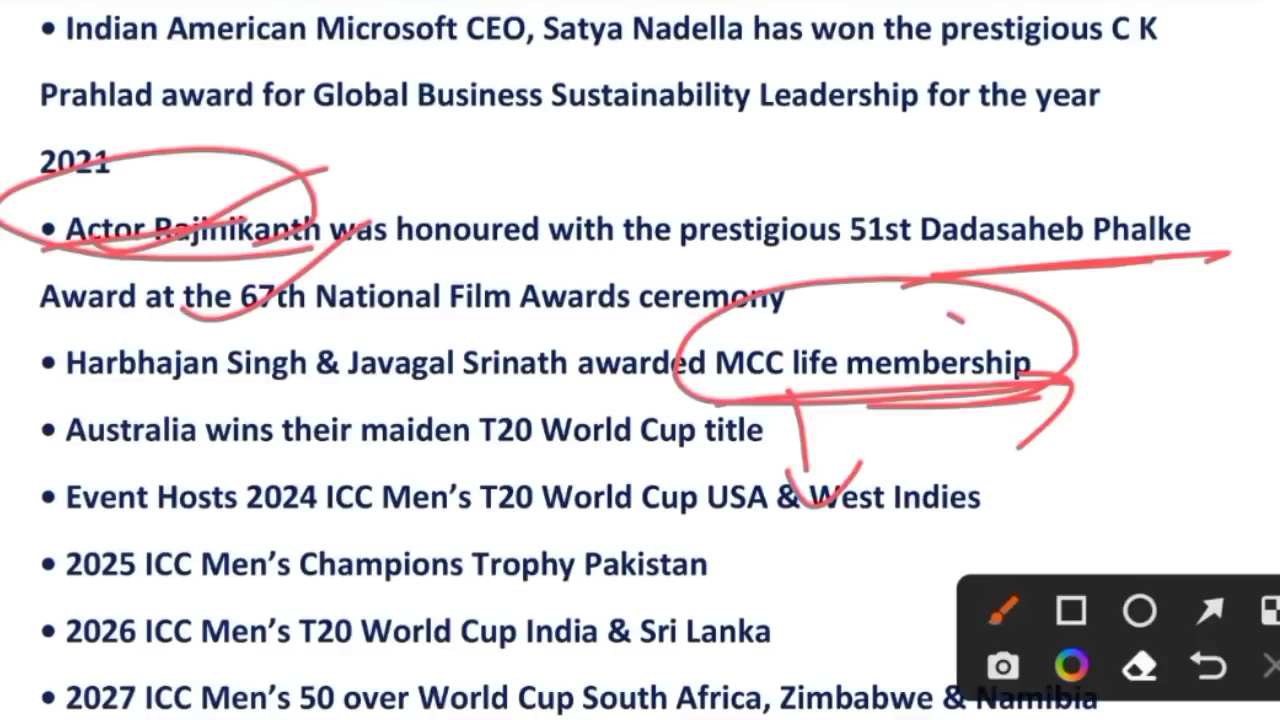 • Indian American Microsoft CEO, Satya Nadella has won the prestigious C K
Prahlad award for Global Business Sustainability Leadership for the year
2021
• Actor Rajinikanth was honoured with the prestigious 51st Dadasaheb Phalke
Award at the 67th National Film Awards ceremony
• Harbhajan Singh & Javagal Srinath awarded MCC life membership
• Australia wins their maiden T20 World Cup title
• Event Hosts 2024 ICC Men’s T20 World Cup USA & West Indies
• 2025 ICC Men’s Champions Trophy Pakistan
• 2026 ICC Men’s T20 World Cup India & Sri Lanka
• 2027 ICC Men’s 50 over World Cup South Africa, Zimbabwe & Namibia